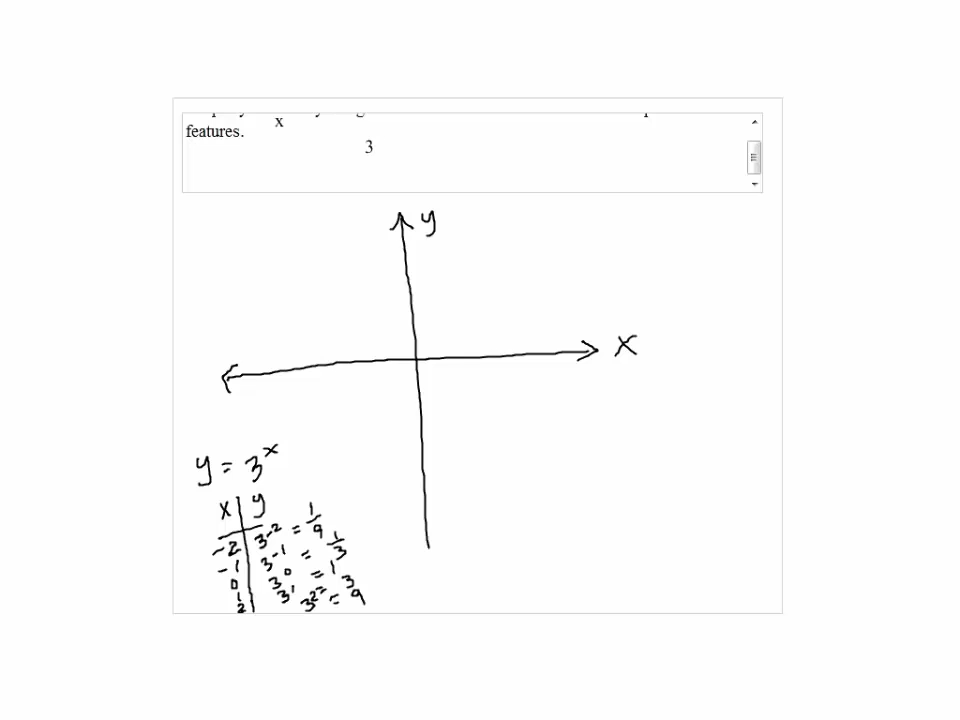 x
features.
3
y
x
y = 3^x
x y
-2 3^-2 = 1/9
-1 3^-1 = 1/3
0 3^0 = 1
1 3^1 = 3
2 3^2 = 9